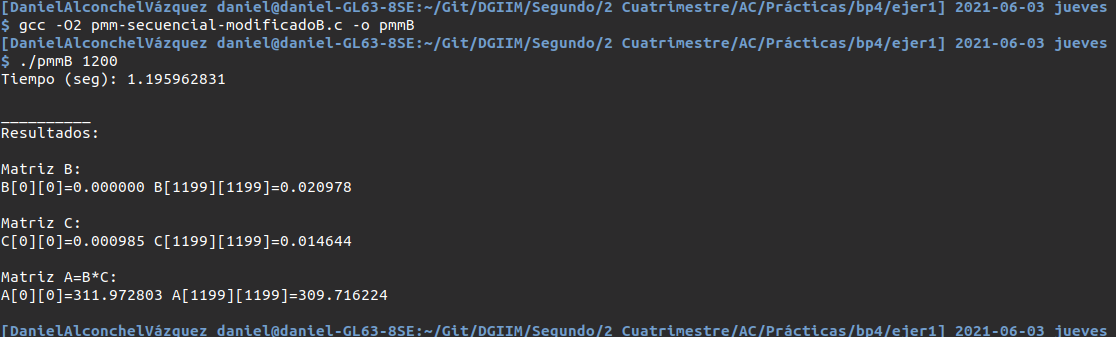 [DanielAlconchelVázquez daniel@daniel-GL63-8SE:~/Git/DGIIM/Segundo/2 Cuatrimestre/AC/Prácticas/bp4/ejer1] 2021-06-03 jueves
$ gcc -O2 pmm-secuencial-modificadoB.c -o pmmB
[DanielAlconchelVázquez daniel@daniel-GL63-8SE:~/Git/DGIIM/Segundo/2 Cuatrimestre/AC/Prácticas/bp4/ejer1] 2021-06-03 jueves
$ ./pmmB 1200
Tiempo (seg): 1.195962831
__________
Resultados:
Matriz B:
B[0][0]=0.000000 B[1199][1199]=0.020978
Matriz C:
C[0][0]=0.000985 C[1199][1199]=0.014644
Matriz A=B*C:
A[0][0]=311.972803 A[1199][1199]=309.716224
[DanielAlconchelVázquez daniel@daniel-GL63-8SE:~/Git/DGIIM/Segundo/2 Cuatrimestre/AC/Prácticas/bp4/ejer1] 2021-06-03 jueves